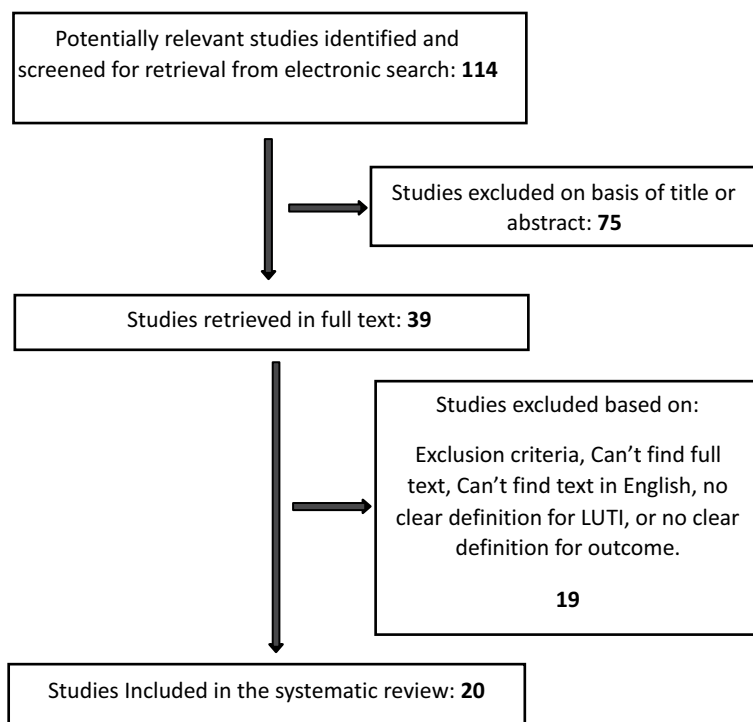 Potentially relevant studies identified and
screened for retrieval from electronic search: 114
Studies excluded on basis of title or
abstract: 75
Studies retrieved in full text: 39
Studies excluded based on:
Exclusion criteria, Can’t find full
text, Can’t find text in English, no
clear definition for LUTI, or no clear
definition for outcome.
19
Studies Included in the systematic review: 20